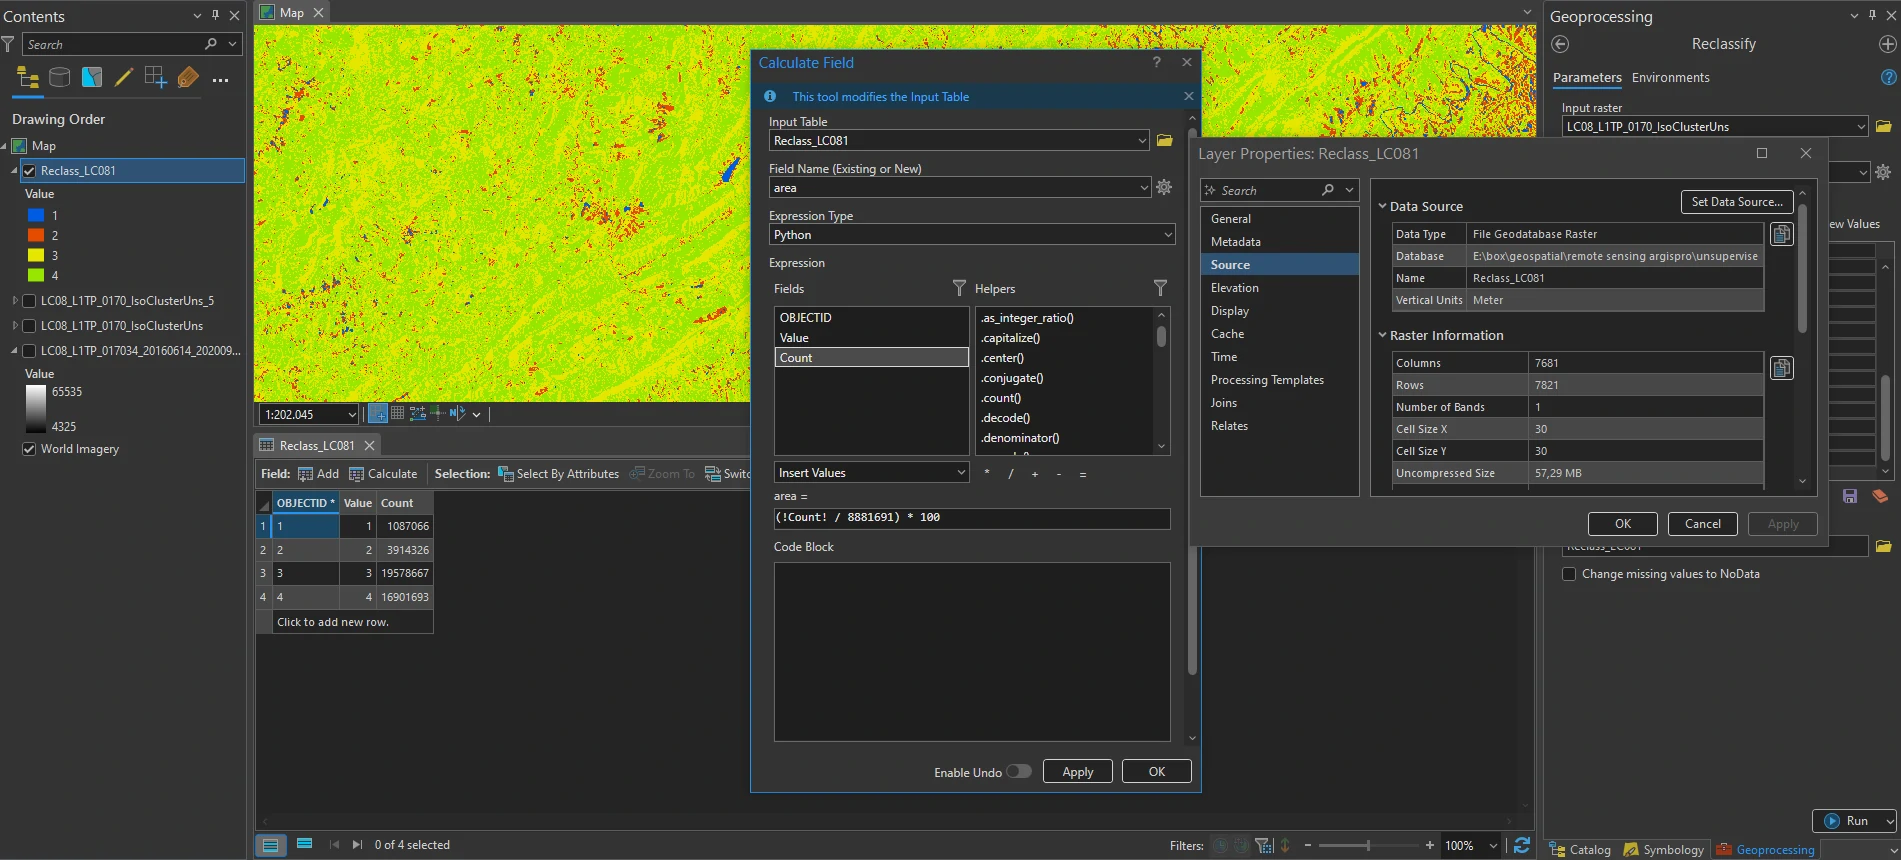 Contents
Search
Drawing Order
Map
Reclass_LC081
Value
1
2
3
4
LC08_L1TP_0170_IsoClusterUns_5
LC08_L1TP_0170_IsoClusterUns
LC08_L1TP_017034_20160614_202009...
Value
65535
4325
World Imagery
Map
1:202.045
Reclass_LC081
Field: Add Calculate Selection: Select By Attributes Zoom To Switc
OBJECTID * Value Count
1 1 1 1087066
2 2 2 3914326
3 3 3 19578667
4 4 4 16901693
Click to add new row.
0 of 4 selected
Filters:
- + 100%
Calculate Field ?
This tool modifies the Input Table
Input Table
Reclass_LC081
Field Name (Existing or New)
area
Expression Type
Python
Expression
Fields
OBJECTID
Value
Count
Helpers
.as_integer_ratio()
.capitalize()
.center()
.conjugate()
.count()
.decode()
.denominator()
Insert Values * / + - =
area =
(!Count! / 8881691) * 100
Code Block
Enable Undo Apply OK
Layer Properties: Reclass_LC081
Search
General
Metadata
Source
Elevation
Display
Cache
Time
Processing Templates
Joins
Relates
Data Source Set Data Source...
Data Type File Geodatabase Raster
Database E:\box\geospatial\remote sensing argispro\unsupervise
Name Reclass_LC081
Vertical Units Meter
Raster Information
Columns 7681
Rows 7821
Number of Bands 1
Cell Size X 30
Cell Size Y 30
Uncompressed Size 57,29 MB
OK Cancel Apply
Geoprocessing
Reclassify
Parameters Environments
Input raster
LC08_L1TP_0170_IsoClusterUns
ew Values
Reclass_LC081
Change missing values to NoData
Run
Catalog Symbology Geoprocessing